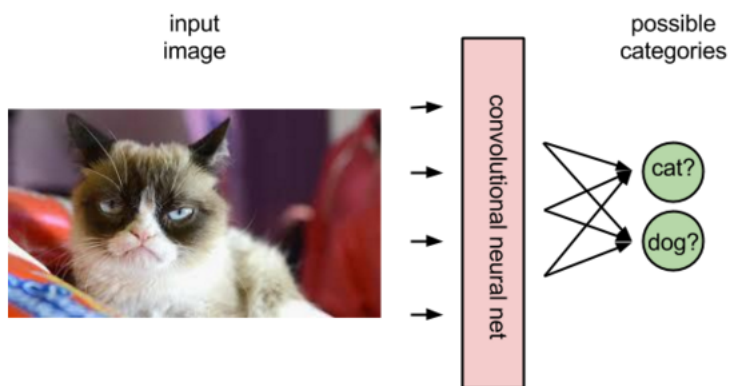 input
image
possible
categories
convolutional neural net
cat?
dog?